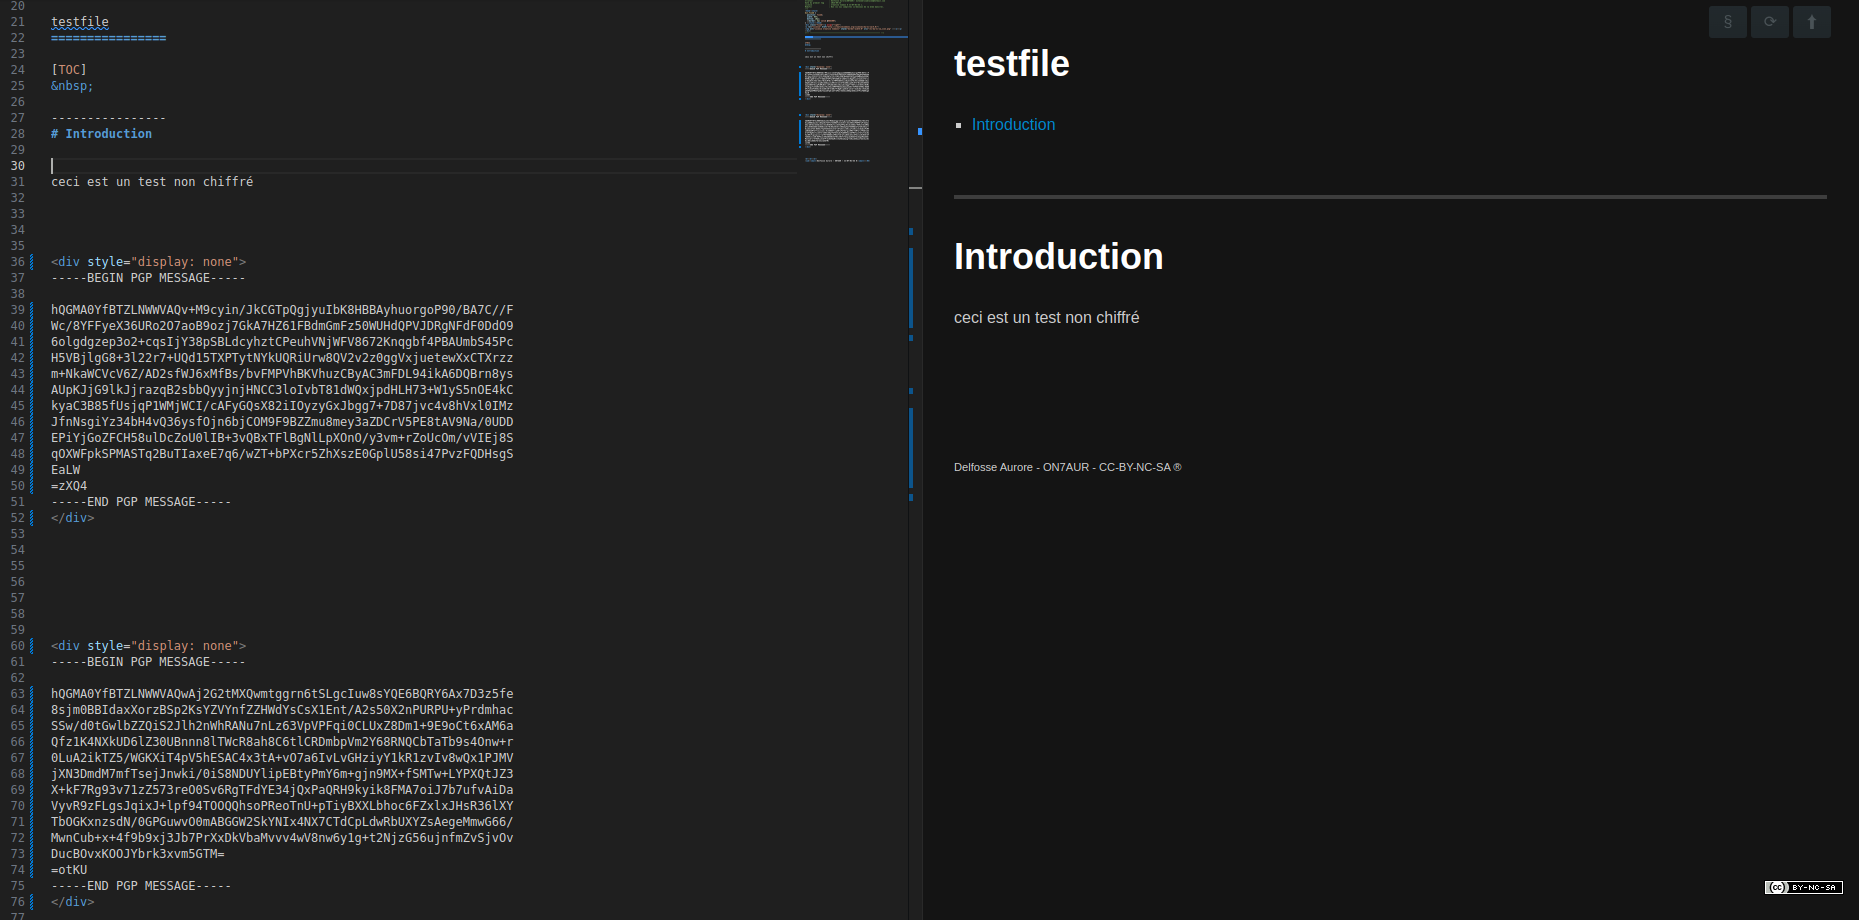 20
21 testfile
22 ================
23
24 [TOC]
25 &nbsp;
26
27 ----------------
28 # Introduction
29
30
31 ceci est un test non chiffré
32
33
34
35
36 <div style="display: none">
37 -----BEGIN PGP MESSAGE-----
38
39 hQGMA0YfBTZLNWWVAQv+M9cyin/JkCGTpQgjyuIbK8HBBAyhuorgoP90/BA7C//F
40 Wc/8YFFyeX36URo2O7aoB9ozj7GkA7HZ61FBdmGmFz50WUHdQPVJDRgNFdF0DdO9
41 6olgdgzep3o2+cqsIjY38pSBLdcyhztCPeuhVNjWFV8672Knqgbf4PBAUmbS45Pc
42 H5VBjlgG8+3l22r7+UQd15TXPTytNYkUQRiUrw8QV2v2z0ggVxjuetewXxCTXrzz
43 m+NkaWCVcV6Z/AD2sfWJ6xMfBs/bvFMPVhBKVhuzCByAC3mFDL94ikA6DQBrn8ys
44 AUpKJjG9lkJjrazqB2sbbQyyjnjHNCC3loIvbT81dWQxjpdHLH73+W1yS5nOE4kC
45 kyaC3B85fUsjqP1WMjWCI/cAFyGQsX82iIOyzyGxJbgg7+7D87jvc4v8hVxl0IMz
46 JfnNsgiYz34bH4vQ36ysfOjn6bjCOM9F9BZZmu8mey3aZDCrV5PE8tAV9Na/0UDD
47 EPiYjGoZFCH58ulDcZoU0lIB+3vQBxTFlBgNlLpXOnO/y3vm+rZoUcOm/vVIEj8S
48 qOXWFpkSPMASTq2BuTIaxeE7q6/wZT+bPXcr5ZhXszE0GplU58si47PvzFQDHsgS
49 EaLW
50 =zXQ4
51 -----END PGP MESSAGE-----
52 </div>
53
54
55
56
57
58
59
60 <div style="display: none">
61 -----BEGIN PGP MESSAGE-----
62
63 hQGMA0YfBTZLNWWVAQwAj2G2tMXQwmtggrn6tSLgcIuw8sYQE6BQRY6Ax7D3z5fe
64 8sjm0BBIdaxXorzBSp2KsYZVYnfZZHWdYsCsX1Ent/A2s50X2nPURPU+yPrdmhac
65 SSw/d0tGwlbZZQiS2Jlh2nWhRANu7nLz63VpVPFqi0CLUxZ8Dm1+9E9oCt6xAM6a
66 Qfz1K4NXkUD6lZ30UBnnn8lTWcR8ah8C6tlCRDmbpVm2Y68RNQCbTaTb9s4Onw+r
67 0LuA2ikTZ5/WGKXiT4pV5hESAC4x3tA+vO7a6IvLvGHziyY1kR1zvIv8wQx1PJMV
68 jXN3DmdM7mfTsejJnwki/0iS8NDUYlipEBtyPmY6m+gjn9MX+fSMTw+LYPXQtJZ3
69 X+kF7Rg93v71zZ573reO0Sv6RgTFdYE34jQxPaQRH9kyik8FMA7oiJ7b7ufvAiDa
70 VyvR9zFLgsJqixJ+lpf94TOOQQhsoPReoTnU+pTiyBXXLbhoc6FZxlxJHsR36lXY
71 TbOGKxnzsdN/0GPGuwvO0mABGGW2SkYNIx4NX7CTdCpLdwRbUXYZsAegeMmwG66/
72 MwnCub+x+4f9b9xj3Jb7PrXxDkVbaMvvv4wV8nw6y1g+t2NjzG56ujnfmZvSjvOv
73 DucBOvxKOOJYbrk3xvm5GTM=
74 =otKU
75 -----END PGP MESSAGE-----
76 </div>
77
testfile
Introduction
Introduction
ceci est un test non chiffré
Delfosse Aurore - ON7AUR - CC-BY-NC-SA ®
cc BY-NC-SA